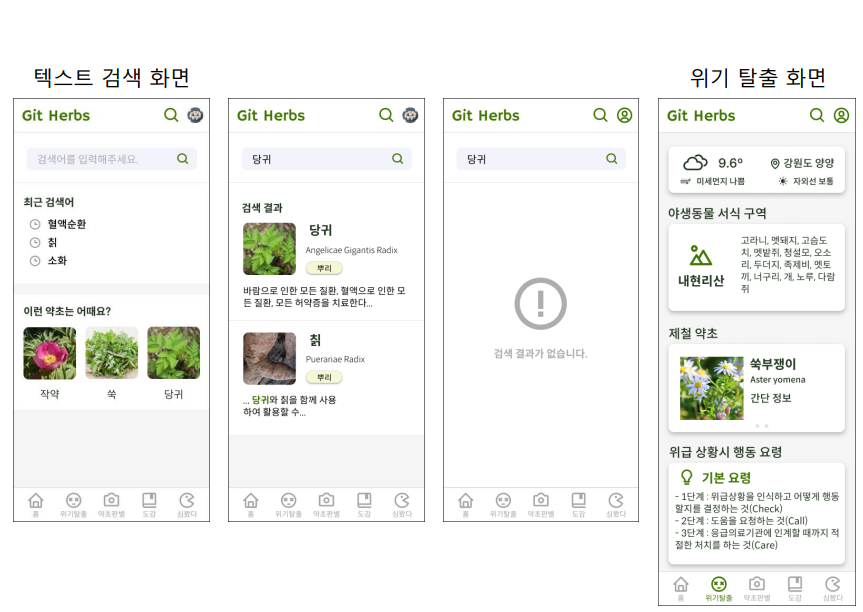 텍스트 검색 화면
Git Herbs
검색어를 입력해주세요.
최근 검색어
혈액순환
칡
소화
이런 약초는 어때요?
작약
쑥
당귀
홈
위기탈출
약초판별
도감
심봤다
Git Herbs
당귀
검색 결과
당귀
Angelicae Gigantis Radix
뿌리
바람으로 인한 모든 질환, 혈액으로 인한 모
든 질환, 모든 허약증을 치료한다...
칡
Puerariae Radix
뿌리
... 당귀와 칡을 함께 사용
하여 활용할 수...
홈
위기탈출
약초판별
도감
심봤다
Git Herbs
당귀
검색 결과가 없습니다.
홈
위기탈출
약초판별
도감
심봤다
위기 탈출 화면
Git Herbs
9.6°
강원도 양양
미세먼지 나쁨
자외선 보통
야생동물 서식 구역
내현리산
고라니, 멧돼지, 고슴도
치, 멧밭쥐, 청설모, 오소
리, 두더지, 족제비, 멧토
끼, 너구리, 개, 노루, 다람
쥐
제철 약초
쑥부쟁이
Aster yomena
간단 정보
위급 상황시 행동 요령
기본 요령
- 1단계 : 위급상황을 인식하고 어떻게 행동
할지를 결정하는 것(Check)
- 2단계 : 도움을 요청하는 것(Call)
- 3단계 : 응급의료기관에 인계할 때까지 적
절한 처치를 하는 것(Care)
홈
위기탈출
약초판별
도감
심봤다